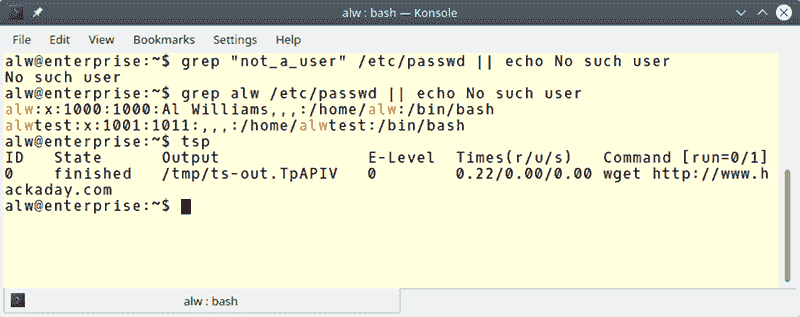 alw : bash — Konsole
File Edit View Bookmarks Settings Help
alw@enterprise:~$ grep "not_a_user" /etc/passwd || echo No such user
No such user
alw@enterprise:~$ grep alw /etc/passwd || echo No such user
alw:x:1000:1000:Al Williams,,,:/home/alw:/bin/bash
alwtest:x:1001:1011:,,,:/home/alwtest:/bin/bash
alw@enterprise:~$ tsp
ID   State      Output               E-Level  Times(r/u/s)   Command [run=0/1]
0    finished   /tmp/ts-out.TpAPIV   0        0.22/0.00/0.00 wget http://www.h
ackaday.com
alw@enterprise:~$
alw : bash